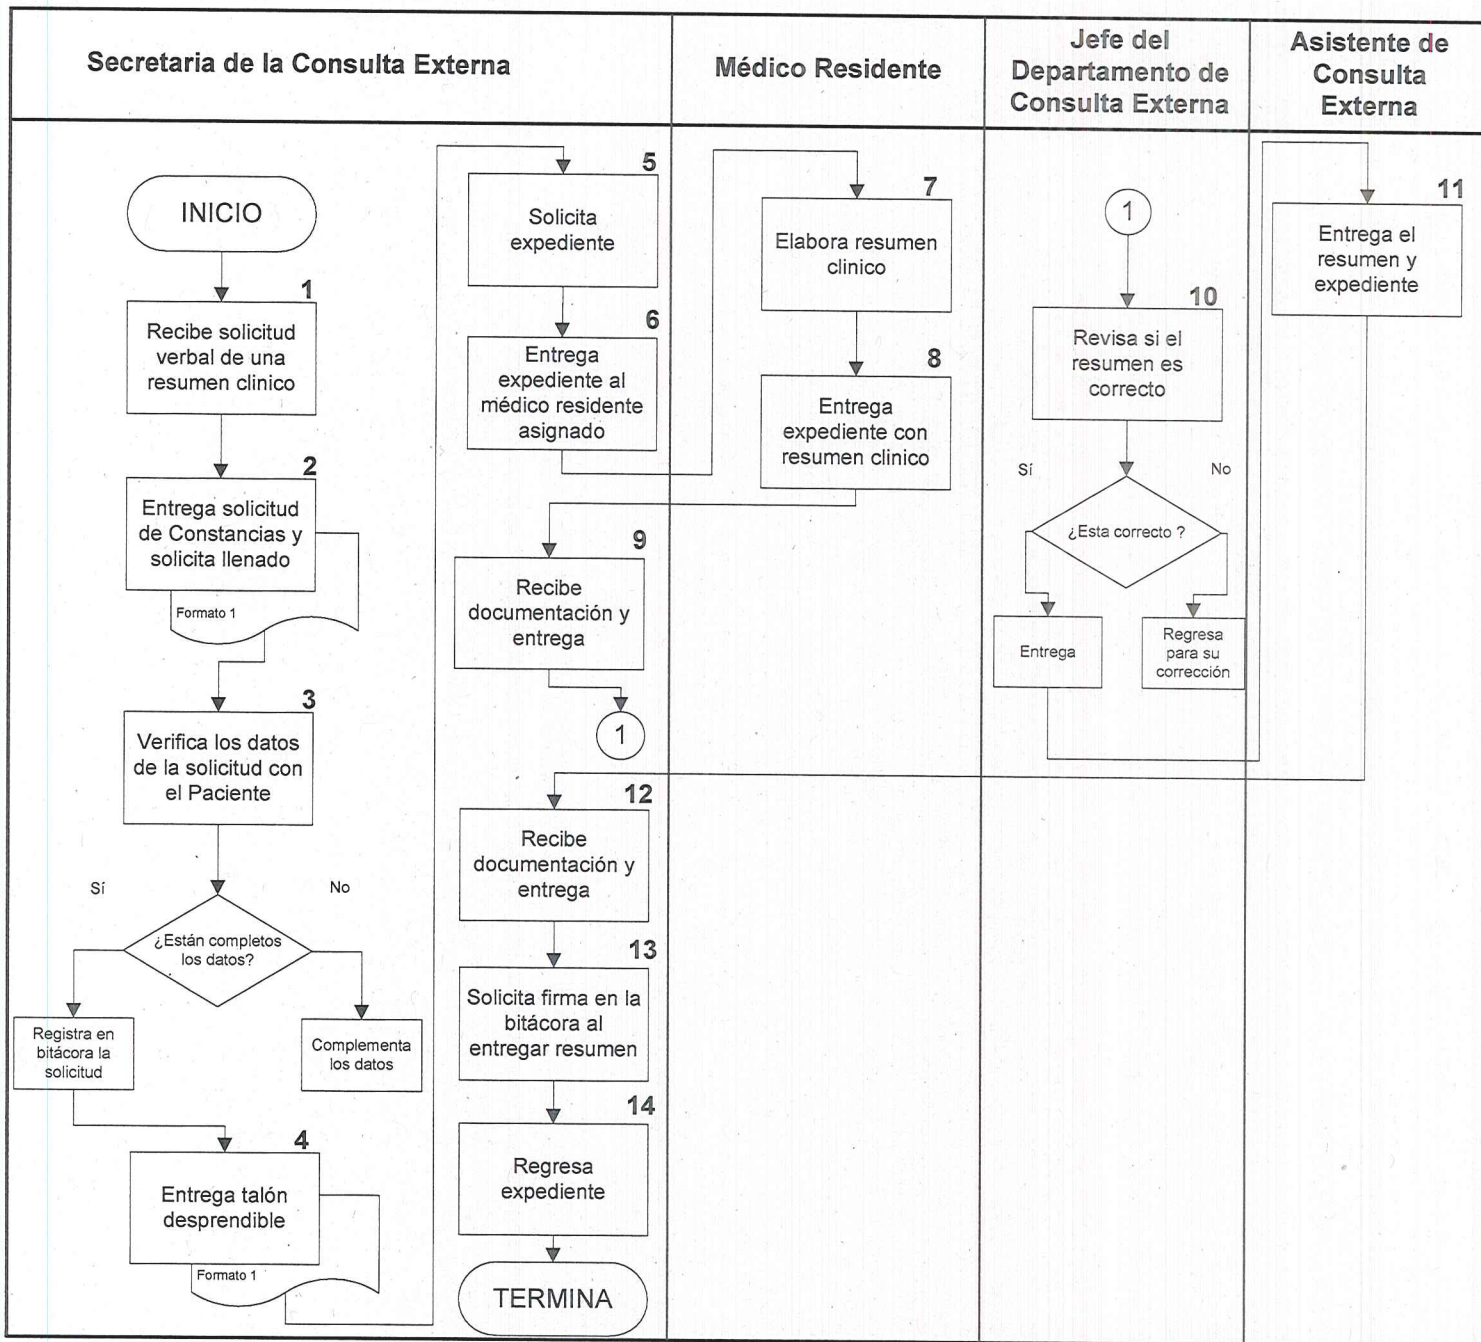 Secretaria de la Consulta Externa
Médico Residente
Jefe del
Departamento de
Consulta Externa
Asistente de
Consulta
Externa
INICIO
1
Recibe solicitud
verbal de una
resumen clinico
2
Entrega solicitud
de Constancias y
solicita llenado
Formato 1
3
Verifica los datos
de la solicitud con
el Paciente
Sí
No
¿Están completos
los datos?
Registra en
bitácora la
solicitud
Complementa
los datos
4
Entrega talón
desprendible
Formato 1
5
Solicita
expediente
6
Entrega
expediente al
médico residente
asignado
7
Elabora resumen
clinico
8
Entrega
expediente con
resumen clinico
9
Recibe
documentación y
entrega
1
1
10
Revisa si el
resumen es
correcto
Sí
No
¿Esta correcto ?
Entrega
Regresa
para su
corrección
11
Entrega el
resumen y
expediente
12
Recibe
documentación y
entrega
13
Solicita firma en la
bitácora al
entregar resumen
14
Regresa
expediente
TERMINA